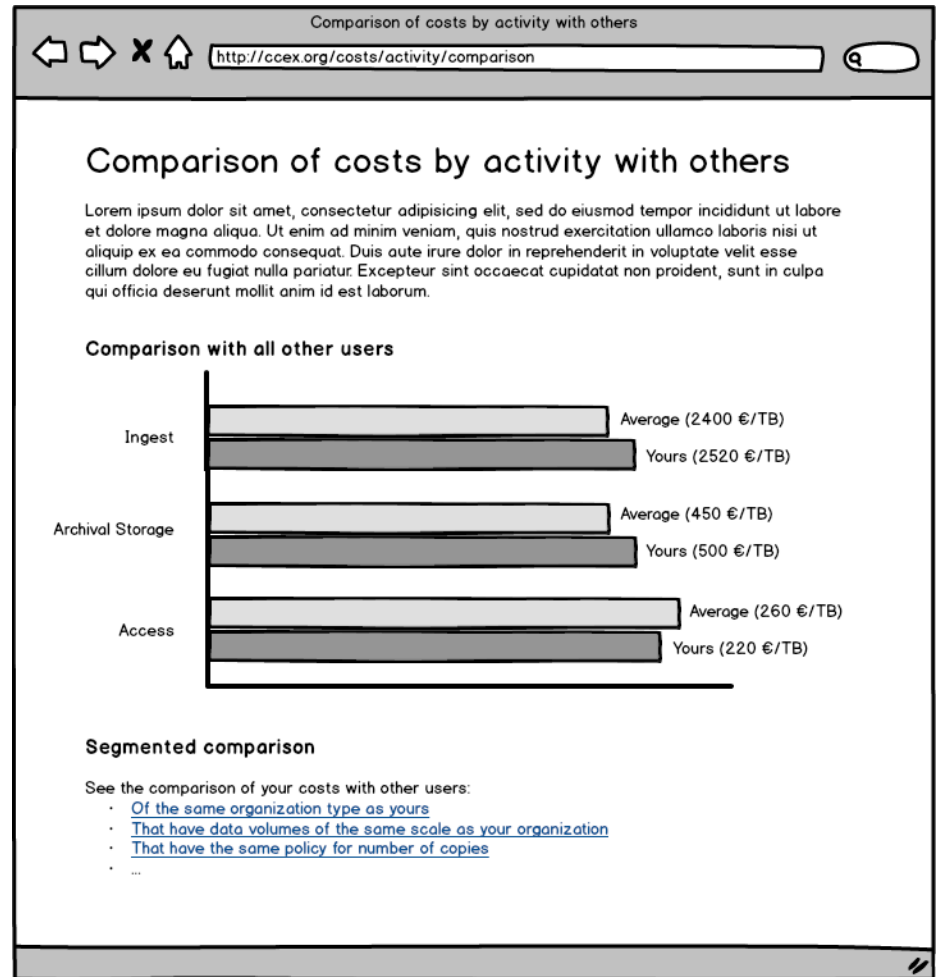 Comparison of costs by activity with others
http://ccex.org/costs/activity/comparison
Comparison of costs by activity with others
Lorem ipsum dolor sit amet, consectetur adipisicing elit, sed do eiusmod tempor incididunt ut labore
et dolore magna aliqua. Ut enim ad minim veniam, quis nostrud exercitation ullamco laboris nisi ut
aliquip ex ea commodo consequat. Duis aute irure dolor in reprehenderit in voluptate velit esse
cillum dolore eu fugiat nulla pariatur. Excepteur sint occaecat cupidatat non proident, sunt in culpa
qui officia deserunt mollit anim id est laborum.
Comparison with all other users
Ingest
Average (2400 €/TB)
Yours (2520 €/TB)
Archival Storage
Average (450 €/TB)
Yours (500 €/TB)
Access
Average (260 €/TB)
Yours (220 €/TB)
Segmented comparison
See the comparison of your costs with other users:
· Of the same organization type as yours
· That have data volumes of the same scale as your organization
· That have the same policy for number of copies
· ...